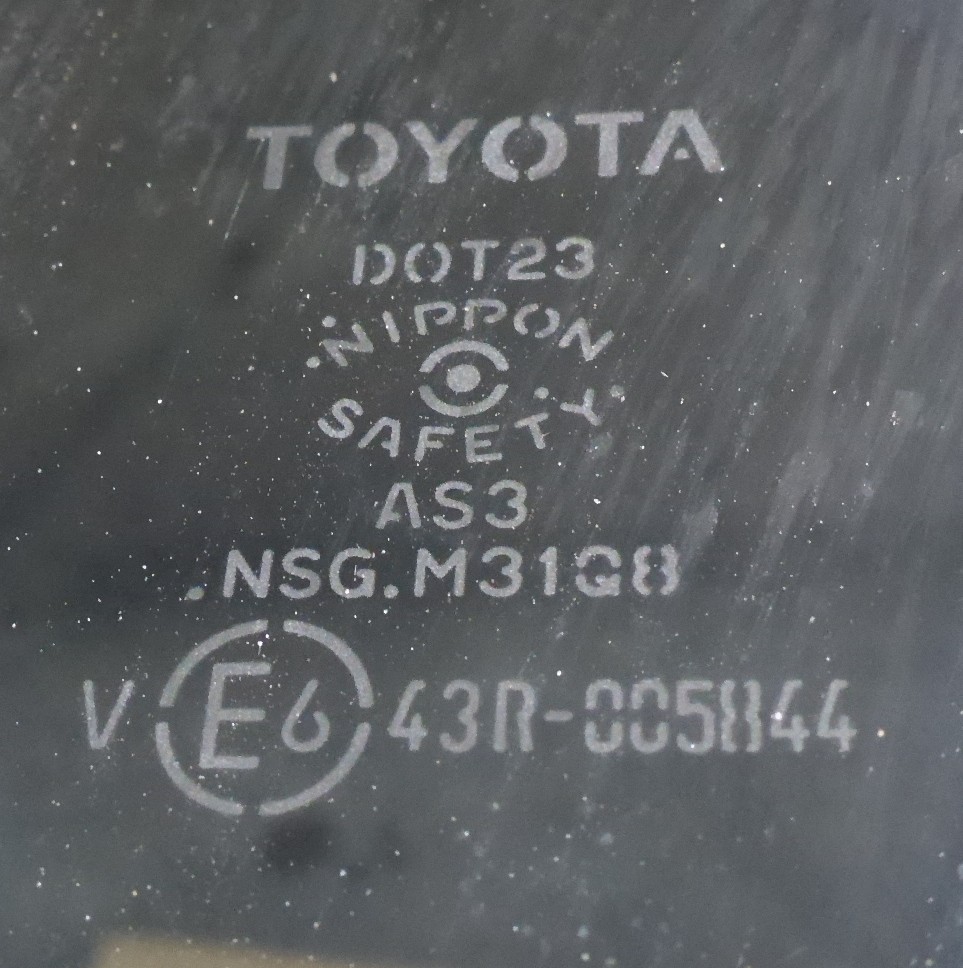 TOYOTA
DOT23
NIPPON
SAFETY
AS3
.NSG.M31G8
V E6 43R-005844